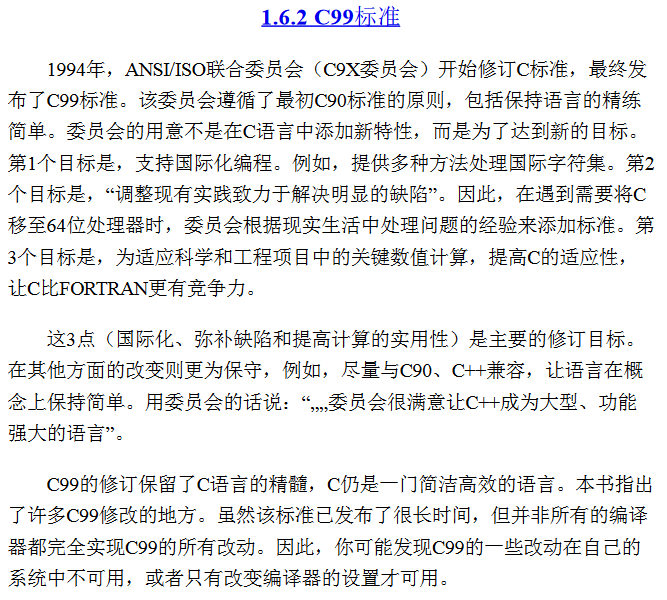 1.6.2 C99标准
1994年，ANSI/ISO联合委员会（C9X委员会）开始修订C标准，最终发
布了C99标准。该委员会遵循了最初C90标准的原则，包括保持语言的精练
简单。委员会的用意不是在C语言中添加新特性，而是为了达到新的目标。
第1个目标是，支持国际化编程。例如，提供多种方法处理国际字符集。第2
个目标是，“调整现有实践致力于解决明显的缺陷”。因此，在遇到需要将C
移至64位处理器时，委员会根据现实生活中处理问题的经验来添加标准。第
3个目标是，为适应科学和工程项目中的关键数值计算，提高C的适应性，
让C比FORTRAN更有竞争力。
这3点（国际化、弥补缺陷和提高计算的实用性）是主要的修订目标。
在其他方面的改变则更为保守，例如，尽量与C90、C++兼容，让语言在概
念上保持简单。用委员会的话说：“„„委员会很满意让C++成为大型、功能
强大的语言”。
C99的修订保留了C语言的精髓，C仍是一门简洁高效的语言。本书指出
了许多C99修改的地方。虽然该标准已发布了很长时间，但并非所有的编译
器都完全实现C99的所有改动。因此，你可能发现C99的一些改动在自己的
系统中不可用，或者只有改变编译器的设置才可用。